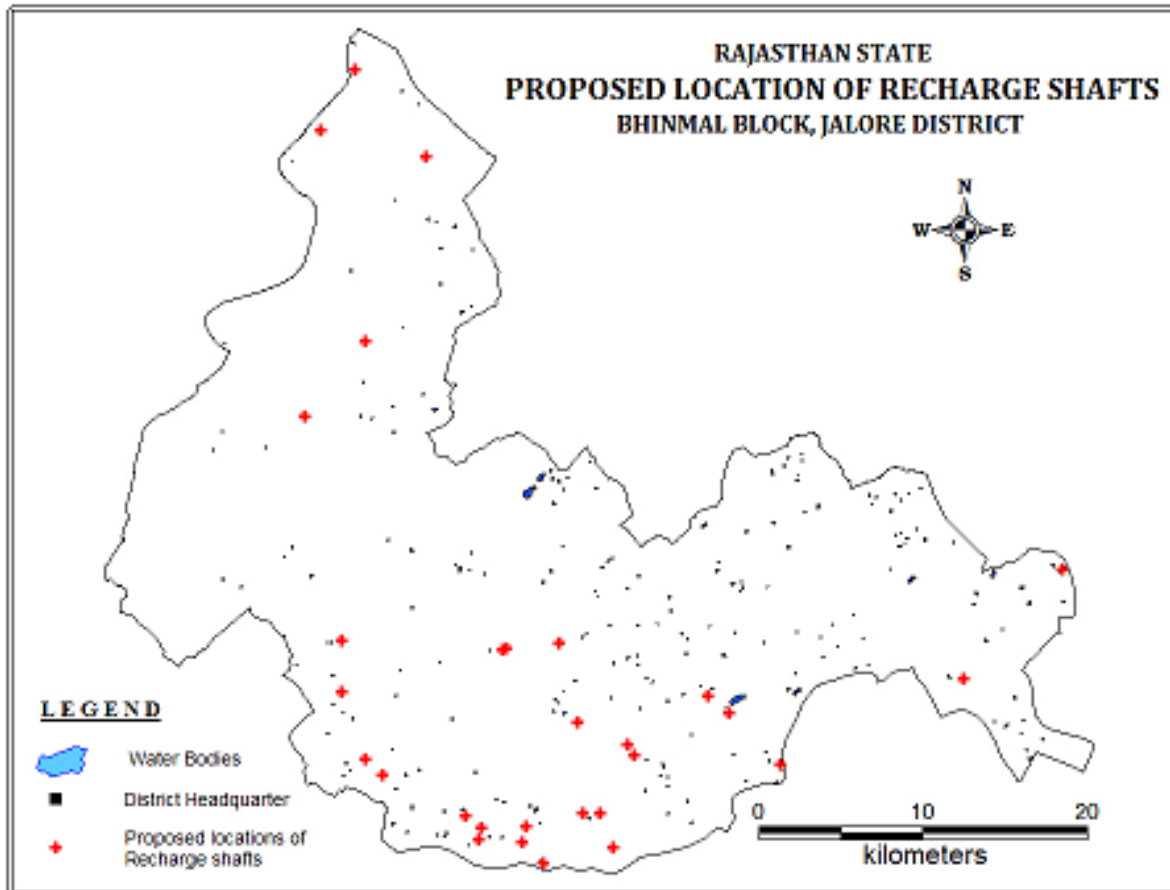 RAJASTHAN STATE
PROPOSED LOCATION OF RECHARGE SHAFTS
BHINMAL BLOCK, JALORE DISTRICT
N
W E
S
LEGEND
Water Bodies
District Headquarter
Proposed locations of
Recharge shafts
0 10 20
kilometers